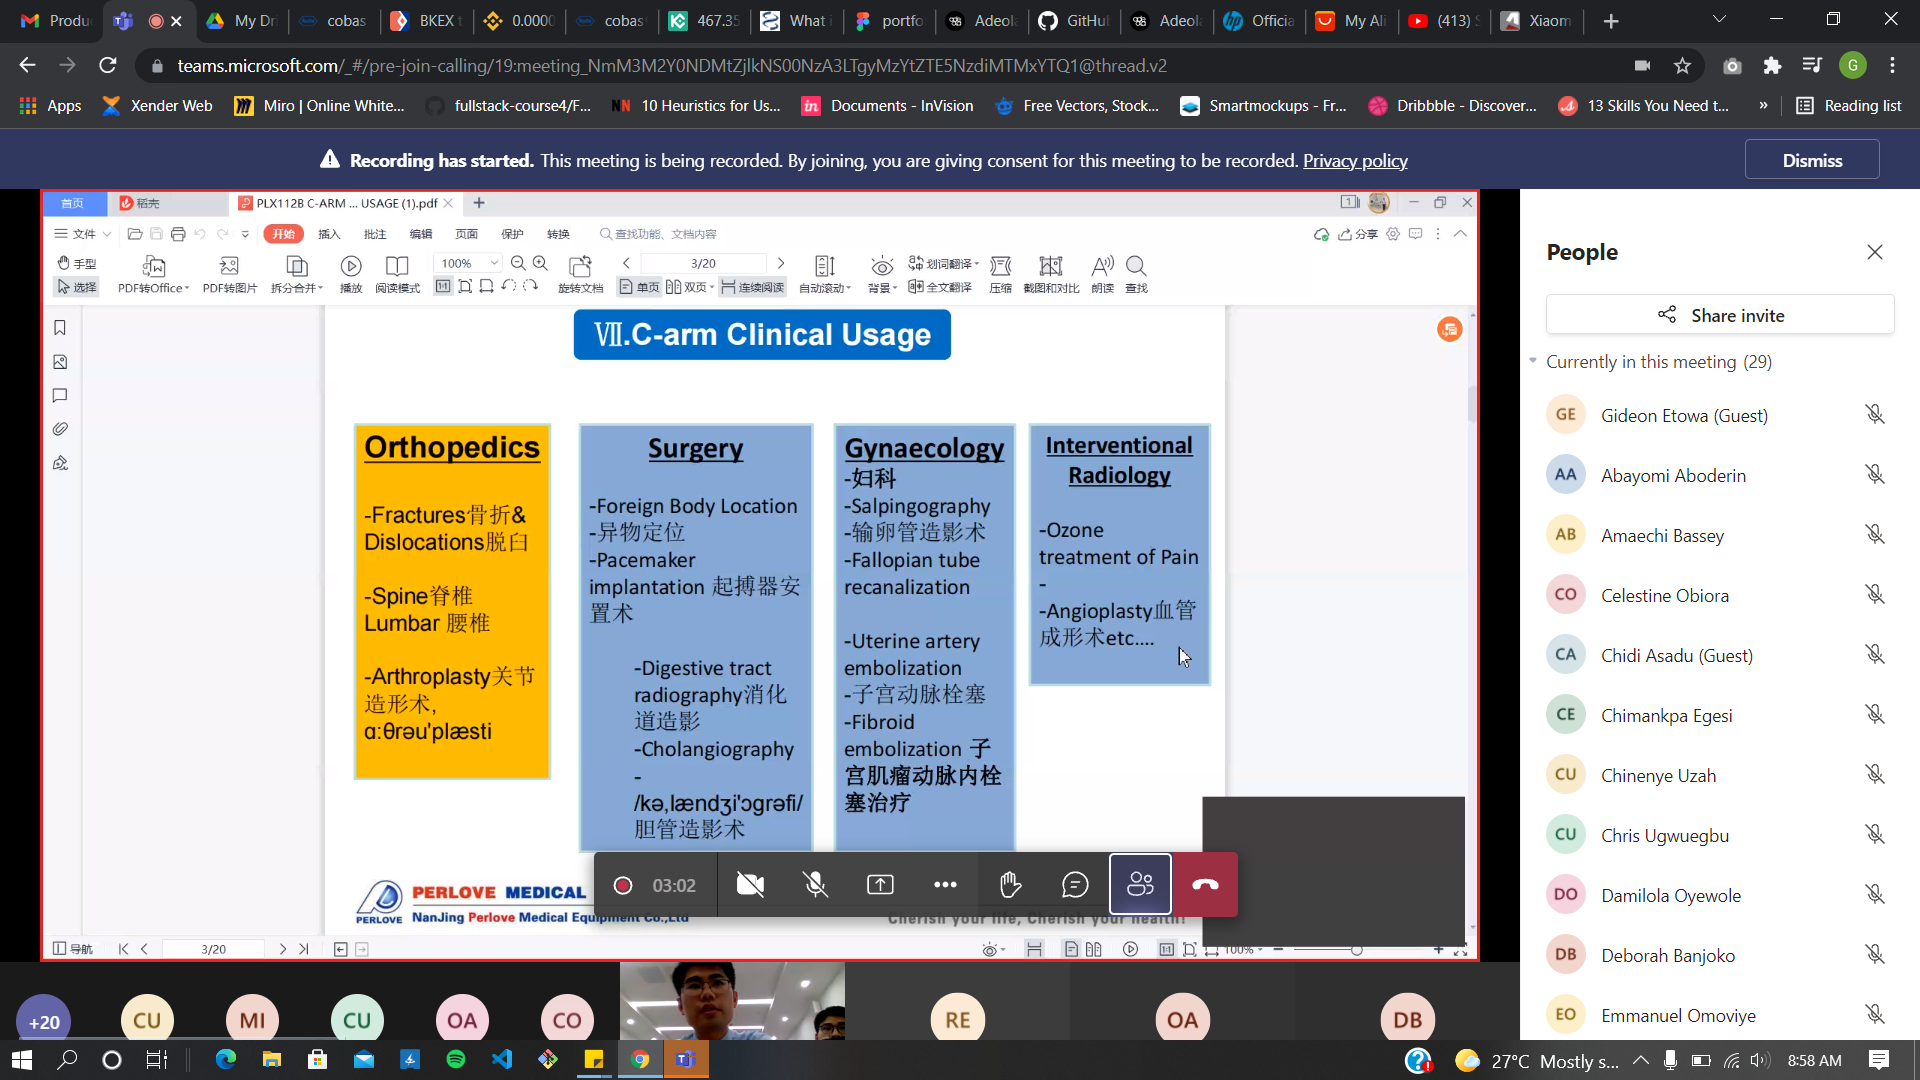 Produ
My Dri
cobas
BKEX t
0.0000
cobas
467.35
What i
portfo
Adeola
GitHub
Adeola
Officia
My Ali
(413)
Xiaom
teams.microsoft.com/_#/pre-join-calling/19:meeting_NmM3M2Y0NDMtZjlkNS00NzA3LTgyMzYtZTE5NzdiMTMxYTQ1@thread.v2
G
Apps
Xender Web
Miro | Online White...
fullstack-course4/F...
10 Heuristics for Us...
Documents - InVision
Free Vectors, Stock...
Smartmockups - Fr...
Dribbble - Discover...
13 Skills You Need t...
»
Reading list
Recording has started. This meeting is being recorded. By joining, you are giving consent for this meeting to be recorded. Privacy policy
Dismiss
首页
稻壳
PLX112B C-ARM ... USAGE (1).pdf
文件
开始
插入
批注
编辑
页面
保护
转换
查找功能、文档内容
分享
手型
选择
PDF转Office
PDF转图片
拆分合并
播放
阅读模式
100%
旋转文档
3/20
单页
双页
连续阅读
自动滚动
背景
划词翻译
全文翻译
压缩
截图和对比
朗读
查找
Ⅶ.C-arm Clinical Usage
Orthopedics
-Fractures骨折&
Dislocations脱臼
-Spine脊椎
Lumbar 腰椎
-Arthroplasty关节
造形术,
ɑ:θrəu'plæsti
Surgery
-Foreign Body Location
-异物定位
-Pacemaker
implantation 起搏器安
置术
-Digestive tract
radiography消化
道造影
-Cholangiography
-
/kə,lændʒi'ɔgrəfi/
胆管造影术
Gynaecology
-妇科
-Salpingography
-输卵管造影术
-Fallopian tube
recanalization
-Uterine artery
embolization
-子宫动脉栓塞
-Fibroid
embolization 子
宫肌瘤动脉内栓
塞治疗
Interventional
Radiology
-Ozone
treatment of Pain
-
-Angioplasty血管
成形术etc....
PERLOVE
PERLOVE MEDICAL
NanJing Perlove Medical Equipment Co.,Ltd
Cherish your life, Cherish your health!
03:02
导航
3/20
100%
People
Share invite
Currently in this meeting (29)
GE Gideon Etowa (Guest)
AA Abayomi Aboderin
AB Amaechi Bassey
CO Celestine Obiora
CA Chidi Asadu (Guest)
CE Chimankpa Egesi
CU Chinenye Uzah
CU Chris Ugwuegbu
DO Damilola Oyewole
DB Deborah Banjoko
EO Emmanuel Omoviye
+20
CU
MI
CU
OA
CO
RE
OA
DB
27°C Mostly s...
8:58 AM